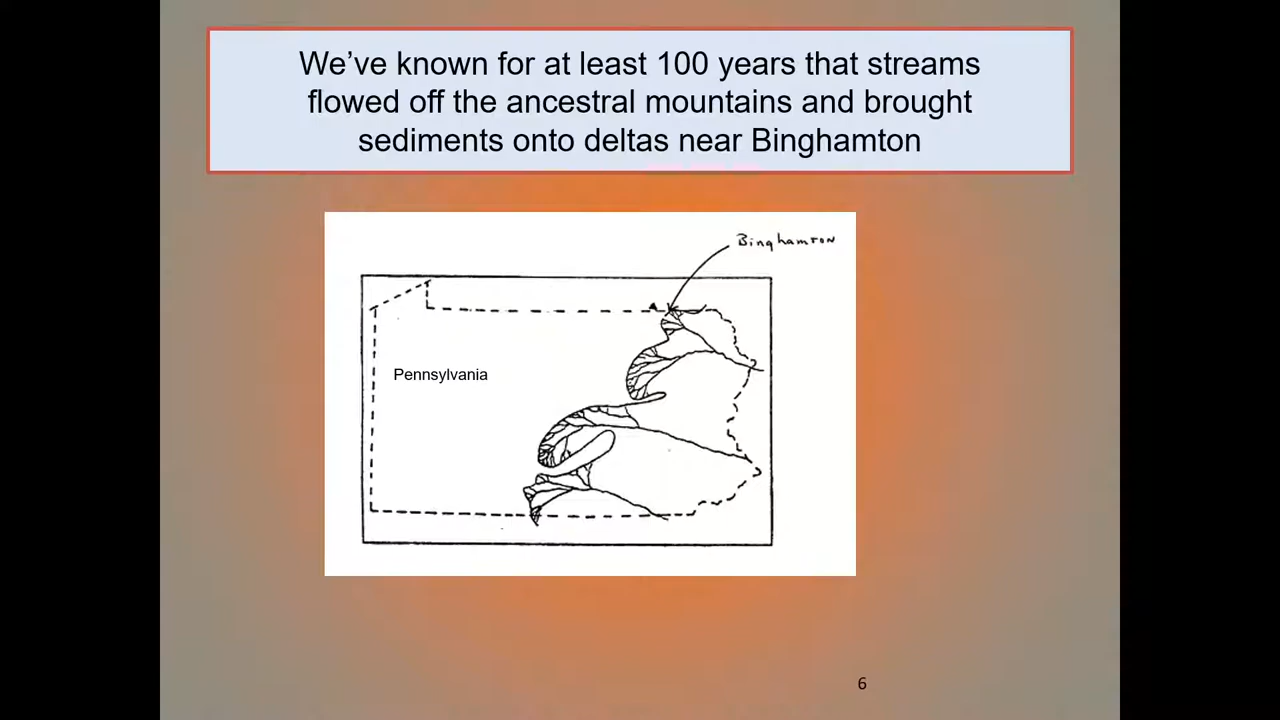 We’ve known for at least 100 years that streams
flowed off the ancestral mountains and brought
sediments onto deltas near Binghamton
Binghamton
Pennsylvania
6